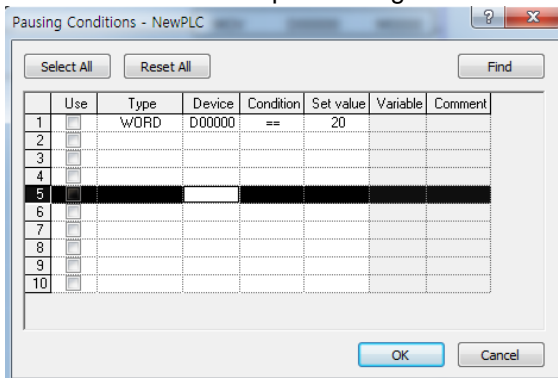 Pausing Conditions - NewPLC
Select All Reset All Find
Use Type Device Condition Set value Variable Comment
1 WORD D00000 == 20
2
3
4
5
6
7
8
9
10
OK Cancel